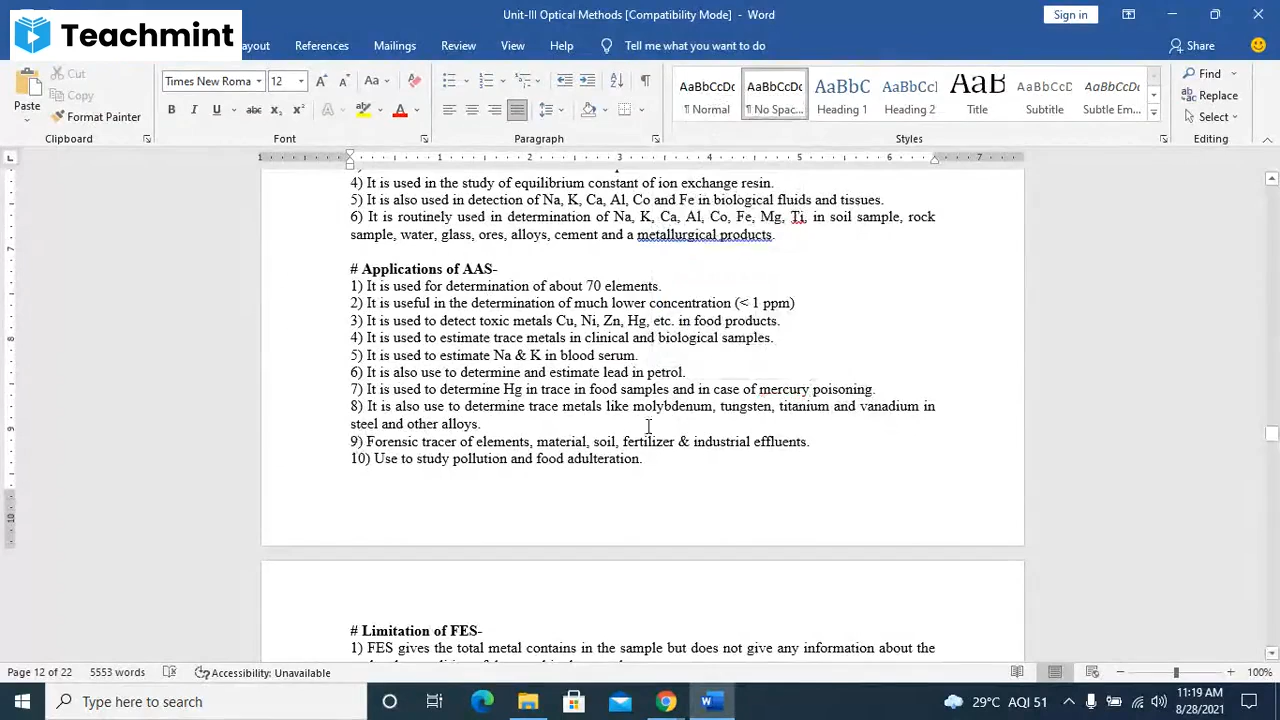 Unit-III Optical Methods [Compatibility Mode] - Word
Sign in
Teachmint
ayout References Mailings Review View Help Tell me what you want to do Share
Cut
Copy
Paste
Format Painter
Clipboard
Times New Roma 12
Font
Paragraph
AaBbCcDc AaBbCcDc AaBbC AaBbCc AaB AaBbCcD AaBbCcDc
¶ Normal ¶ No Spac... Heading 1 Heading 2 Title Subtitle Subtle Em...
Styles
Find
Replace
Select
Editing
4) It is used in the study of equilibrium constant of ion exchange resin.
5) It is also used in detection of Na, K, Ca, Al, Co and Fe in biological fluids and tissues.
6) It is routinely used in determination of Na, K, Ca, Al, Co, Fe, Mg, Ti, in soil sample, rock
sample, water, glass, ores, alloys, cement and a metallurgical products.
# Applications of AAS-
1) It is used for determination of about 70 elements.
2) It is useful in the determination of much lower concentration (< 1 ppm)
3) It is used to detect toxic metals Cu, Ni, Zn, Hg, etc. in food products.
4) It is used to estimate trace metals in clinical and biological samples.
5) It is used to estimate Na & K in blood serum.
6) It is also use to determine and estimate lead in petrol.
7) It is used to determine Hg in trace in food samples and in case of mercury poisoning.
8) It is also use to determine trace metals like molybdenum, tungsten, titanium and vanadium in
steel and other alloys.
9) Forensic tracer of elements, material, soil, fertilizer & industrial effluents.
10) Use to study pollution and food adulteration.
# Limitation of FES-
1) FES gives the total metal contains in the sample but does not give any information about the
Page 12 of 22 5553 words Accessibility: Unavailable 100%
Type here to search
29°C AQI 51
11:19 AM
8/28/2021